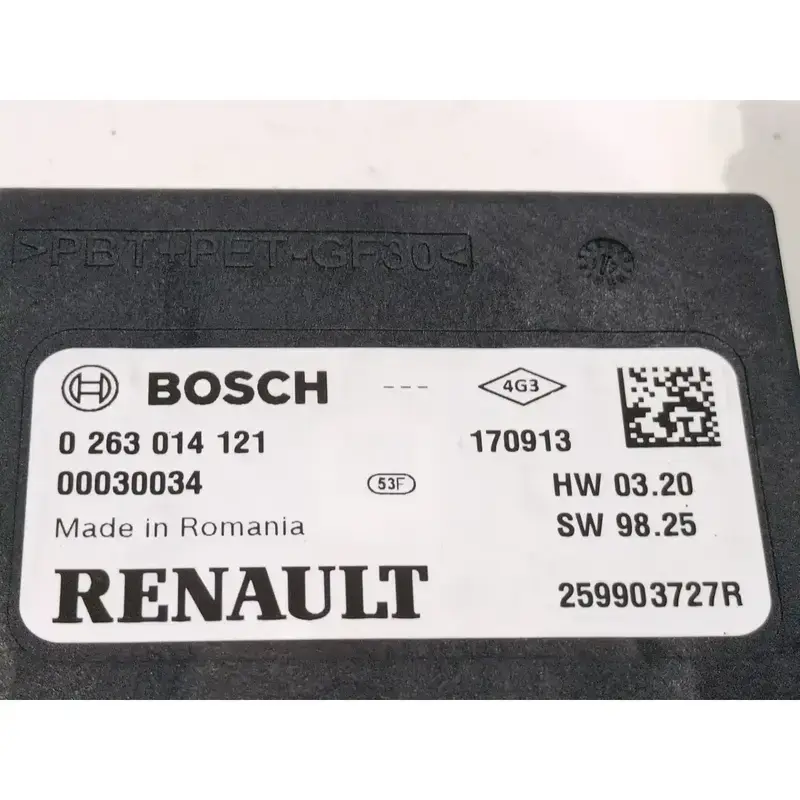 >PBT+PET-GF30<
BOSCH --- 4G3
0 263 014 121 170913
00030034 53F HW 03.20
Made in Romania SW 98.25
RENAULT 259903727R